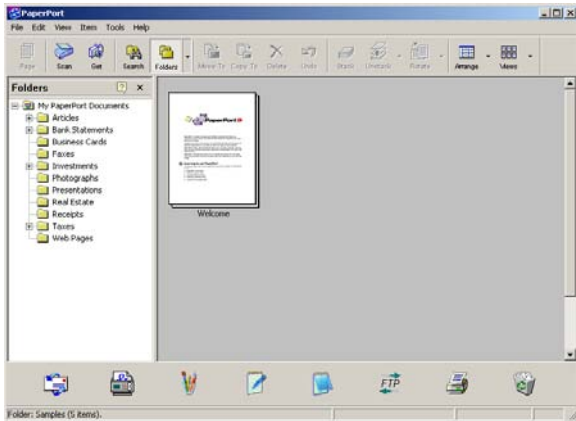 PaperPort
File Edit View Item Tools Help
Page Scan Get Search Folders Move To Copy To Delete Undo Stack Unstack Rotate Arrange Views
Folders
My PaperPort Documents
Articles
Bank Statements
Business Cards
Faxes
Investments
Photographs
Presentations
Real Estate
Receipts
Taxes
Web Pages
PaperPort
Welcome
FTP
Folder: Samples (5 items).